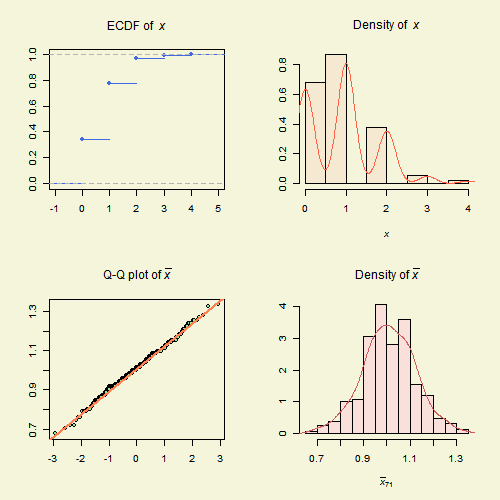 ECDF of x
1.0
0.8
0.6
0.4
0.2
0.0
-1 0 1 2 3 4 5
Density of x
0.8
0.6
0.4
0.2
0.0
0 1 2 3 4
x
Q-Q plot of x̅
1.3
1.1
0.9
0.7
-3 -2 -1 0 1 2 3
Density of x̅
4
3
2
1
0
0.7 0.9 1.1 1.3
x̅71